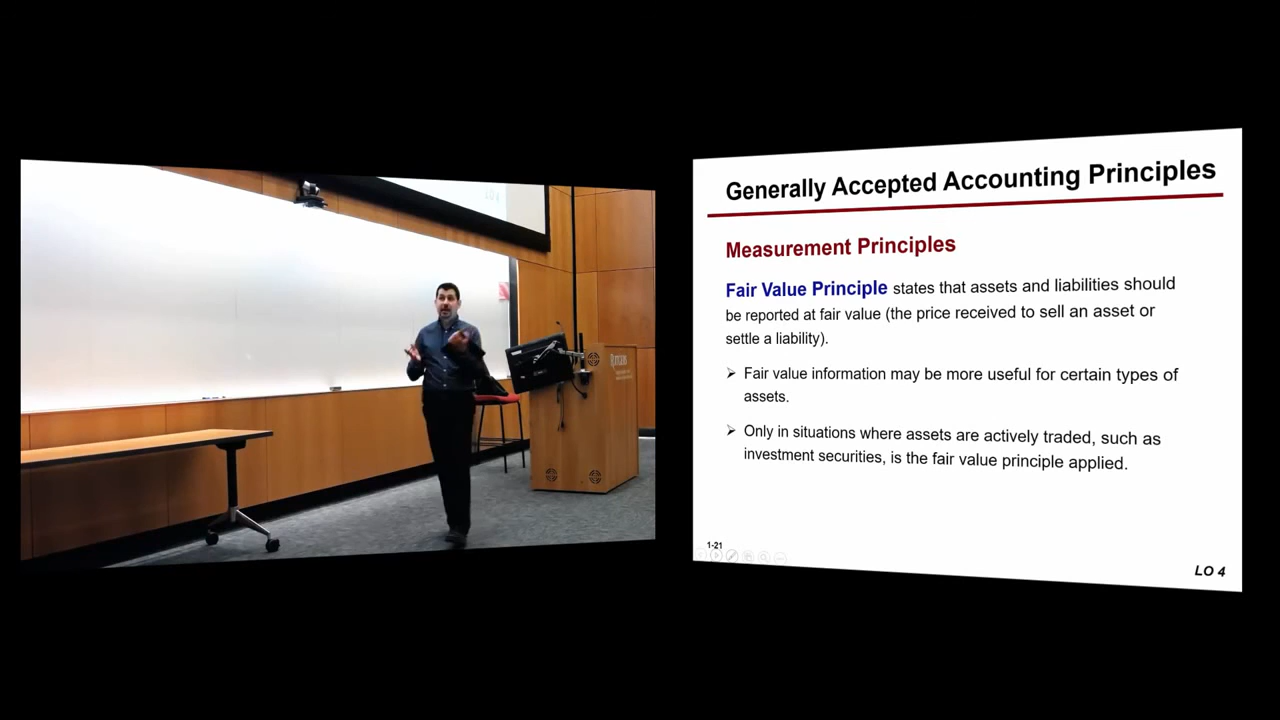 Generally Accepted Accounting Principles
Measurement Principles
Fair Value Principle states that assets and liabilities should
be reported at fair value (the price received to sell an asset or
settle a liability).
➢ Fair value information may be more useful for certain types of
assets.
➢ Only in situations where assets are actively traded, such as
investment securities, is the fair value principle applied.
1-21
LO 4
RUTGERS